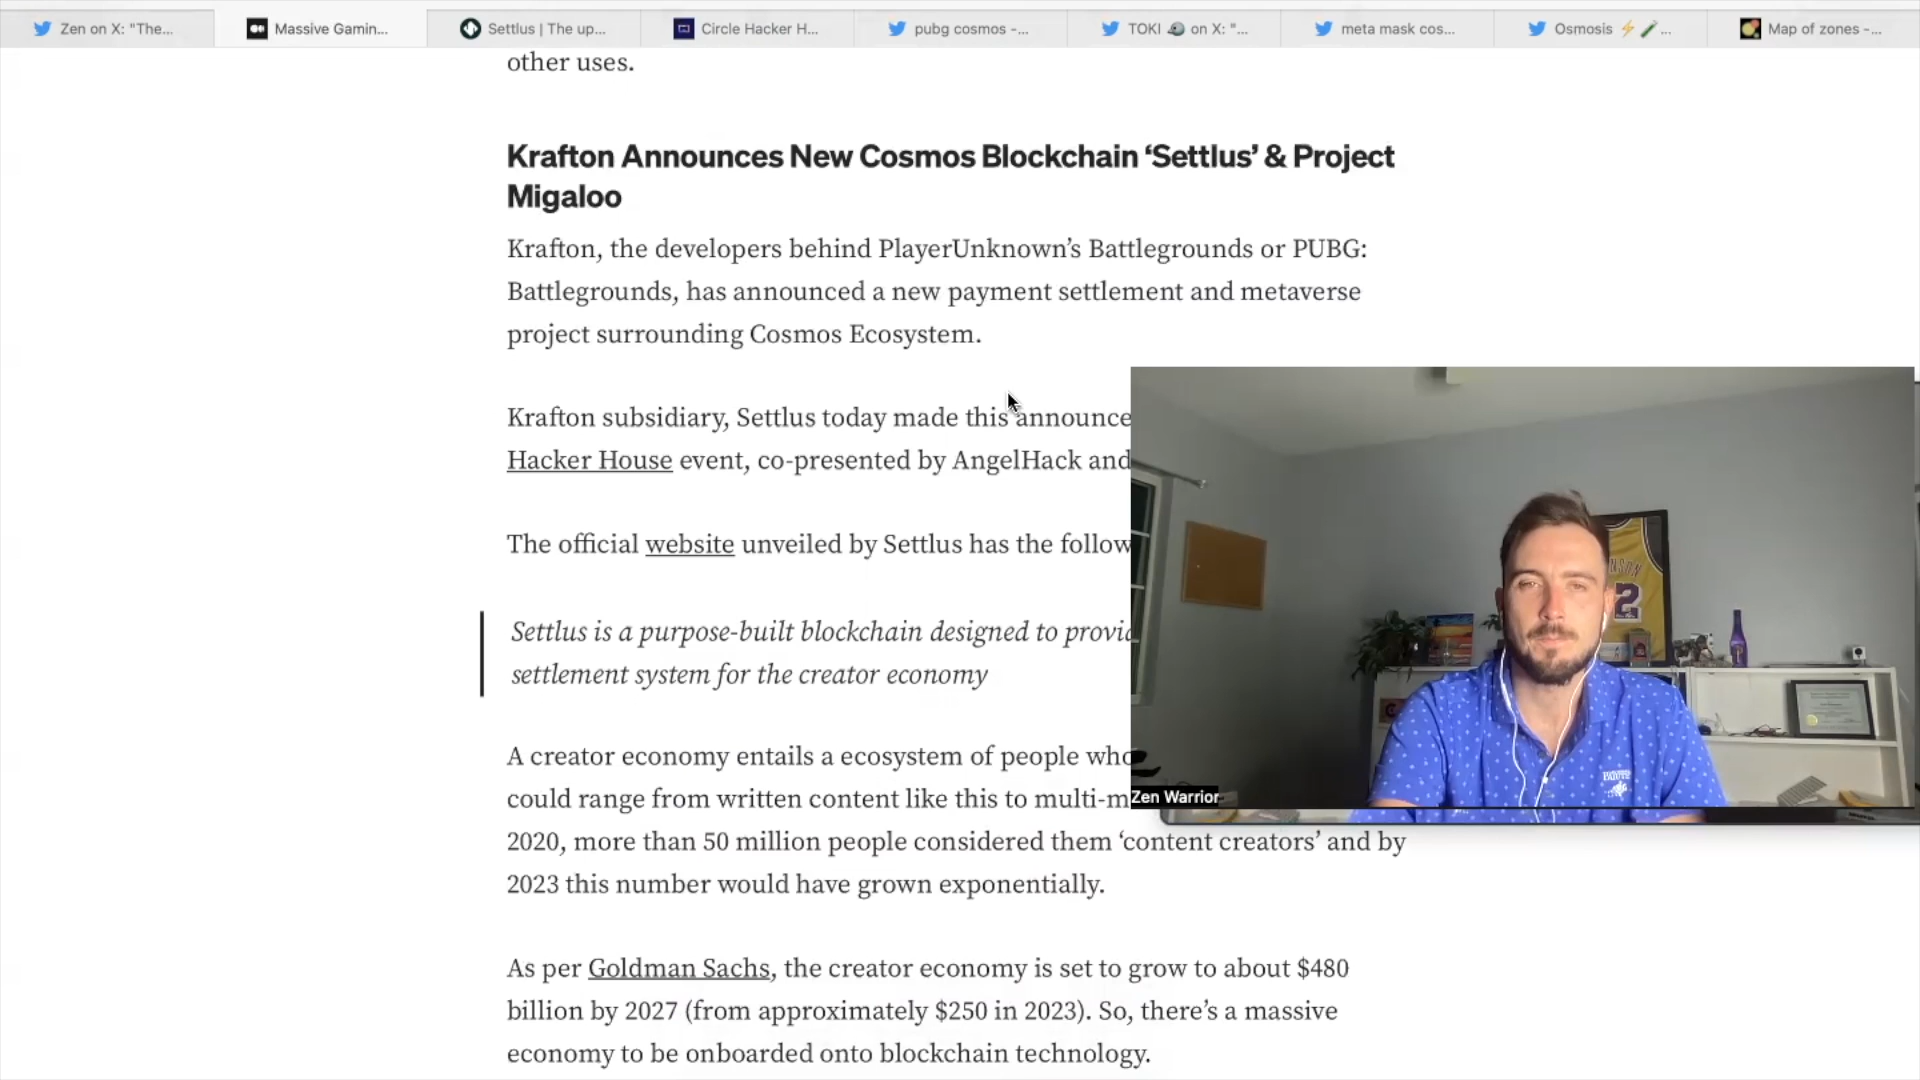 Zen on X: "The...
Massive Gamin...
Settlus | The up...
Circle Hacker H...
pubg cosmos -...
TOKI on X: "...
meta mask cos...
Osmosis ...
Map of zones -...
other uses.
Krafton Announces New Cosmos Blockchain ‘Settlus’ & Project
Migaloo
Krafton, the developers behind PlayerUnknown’s Battlegrounds or PUBG:
Battlegrounds, has announced a new payment settlement and metaverse
project surrounding Cosmos Ecosystem.
Krafton subsidiary, Settlus today made this announce
Hacker House event, co-presented by AngelHack and
The official website unveiled by Settlus has the follow
Settlus is a purpose-built blockchain designed to provid
settlement system for the creator economy
A creator economy entails a ecosystem of people who
could range from written content like this to multi-m
2020, more than 50 million people considered them ‘content creators’ and by
2023 this number would have grown exponentially.
As per Goldman Sachs, the creator economy is set to grow to about $480
billion by 2027 (from approximately $250 in 2023). So, there’s a massive
economy to be onboarded onto blockchain technology.
NSON
2
Zen Warrior